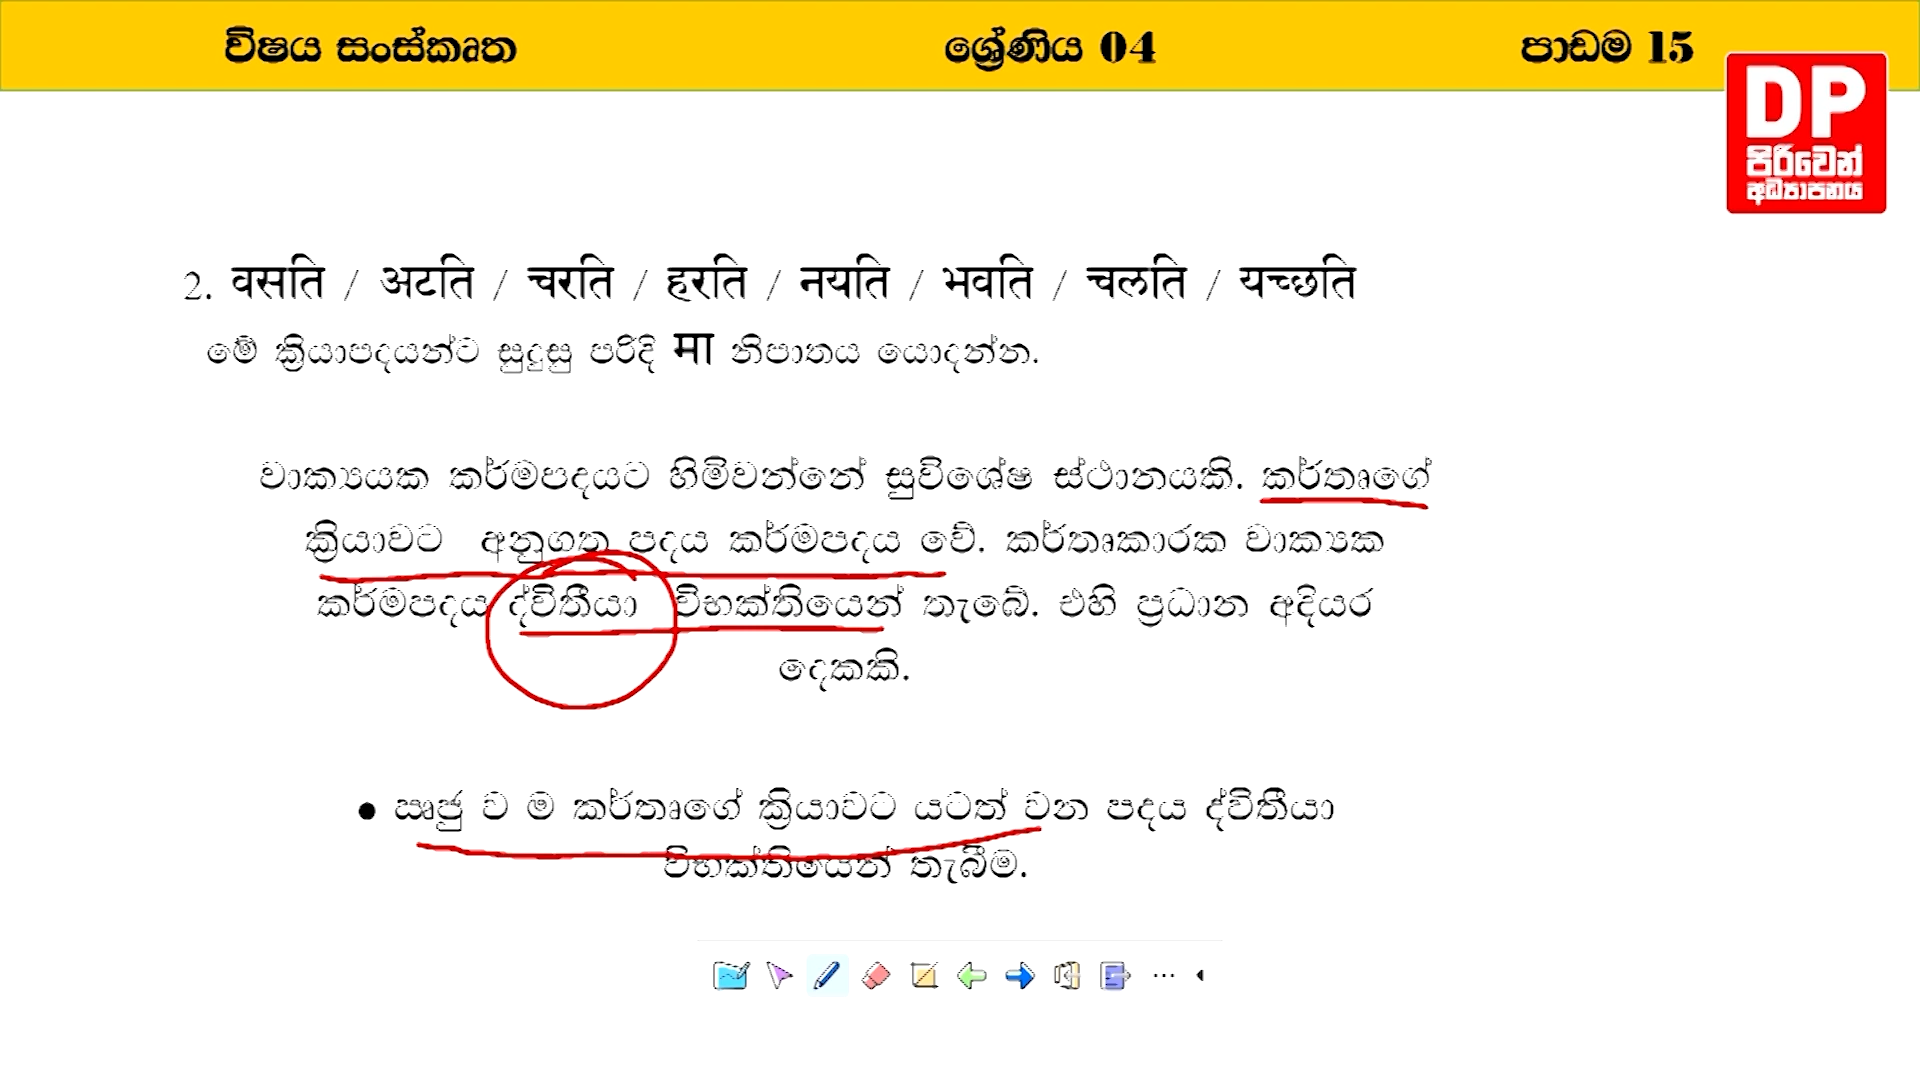 විෂය සංස්කෘත ශ්‍රේණිය 04 පාඩම 15
DP
පිරිවෙන්
අධ්‍යාපනය
2. वसति / अटति / चरति / हरति / नयति / भवति / चलति / यच्छति
මේ ක්‍රියාපදයන්ට සුදුසු පරිදි मा නිපාතය යොදන්න.
වාක්‍යයක කර්මපදයට හිමිවන්නේ සුවිශේෂ ස්ථානයකි. කර්තෘගේ
ක්‍රියාවට අනුගත පදය කර්මපදය වේ. කර්තෘකාරක වාක්‍යක
කර්මපදය ද්විතීයා විභක්තියෙන් තැබේ. එහි ප්‍රධාන අදියර
දෙකකි.
● ඍජු ව ම කර්තෘගේ ක්‍රියාවට යටත් වන පදය ද්විතීයා
විභක්තියෙන් තැබීම.